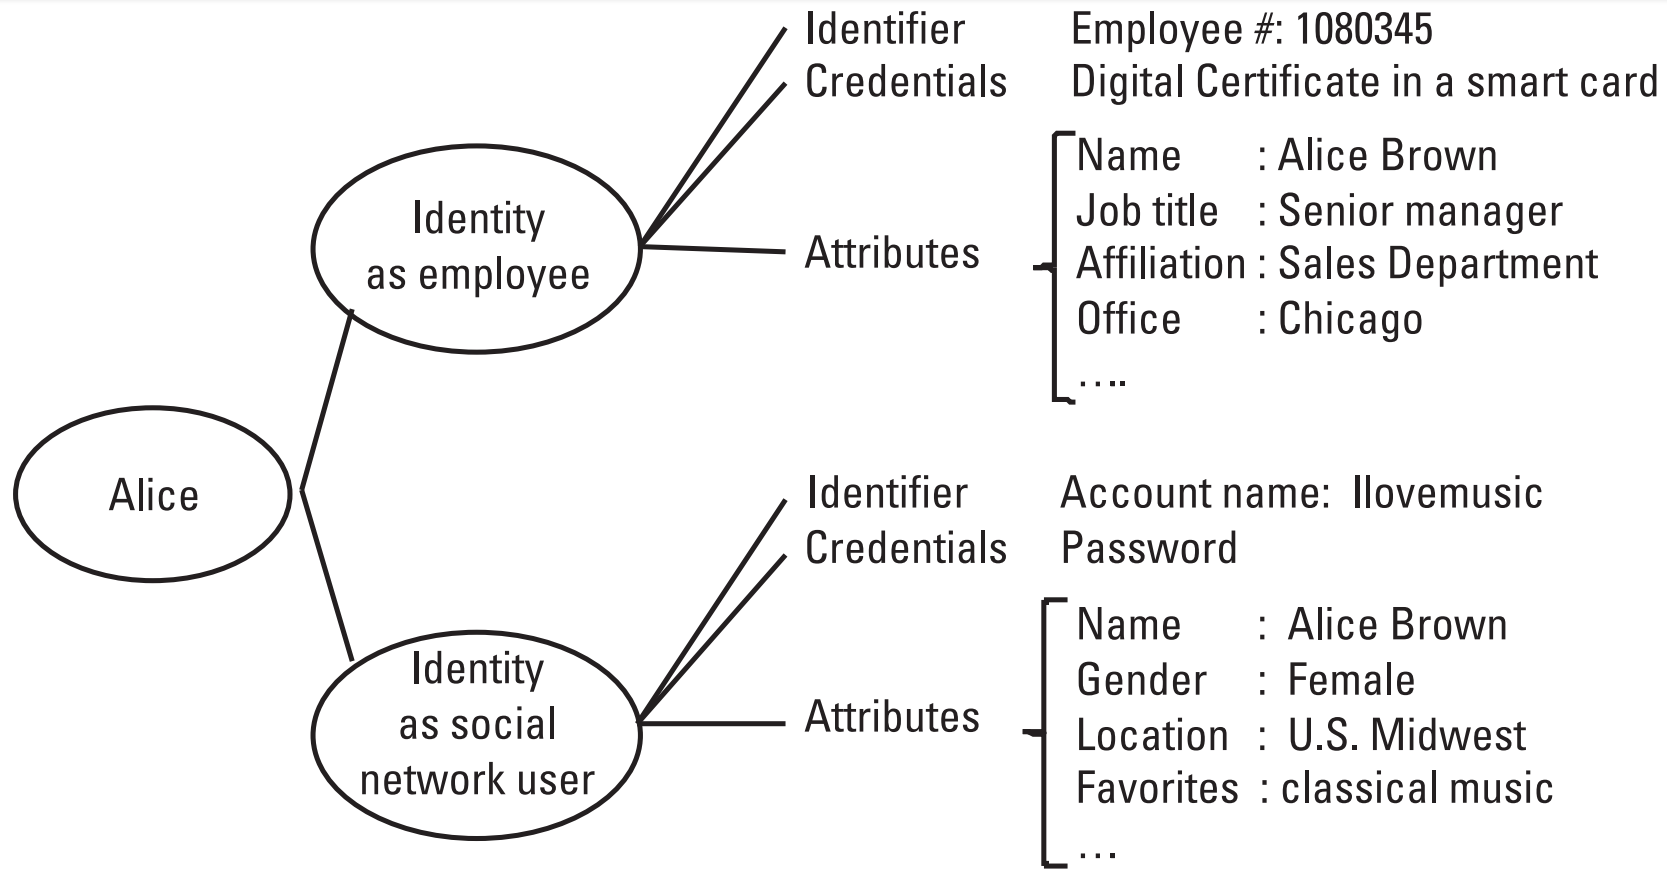 Alice
Identity
as employee
Identifier Employee #: 1080345
Credentials Digital Certificate in a smart card
Attributes
Name : Alice Brown
Job title : Senior manager
Affiliation : Sales Department
Office : Chicago
.....
Identity
as social
network user
Identifier Account name: Ilovemusic
Credentials Password
Attributes
Name : Alice Brown
Gender : Female
Location : U.S. Midwest
Favorites : classical music
...